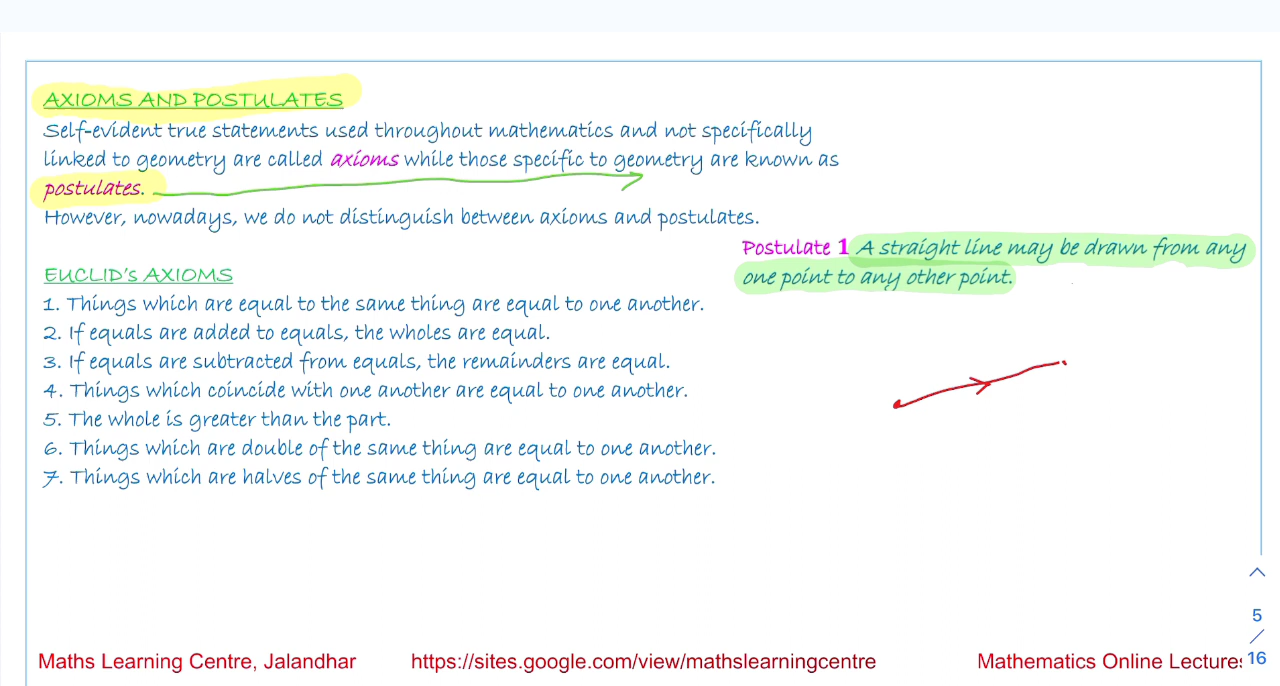 AXIOMS AND POSTULATES
Self-evident true statements used throughout mathematics and not specifically
linked to geometry are called axioms while those specific to geometry are known as
postulates.
However, nowadays, we do not distinguish between axioms and postulates.
Postulate 1 A straight line may be drawn from any
one point to any other point.
EUCLID's AXIOMS
1. Things which are equal to the same thing are equal to one another.
2. If equals are added to equals, the wholes are equal.
3. If equals are subtracted from equals, the remainders are equal.
4. Things which coincide with one another are equal to one another.
5. The whole is greater than the part.
6. Things which are double of the same thing are equal to one another.
7. Things which are halves of the same thing are equal to one another.
5
/
16
Maths Learning Centre, Jalandhar
https://sites.google.com/view/mathslearningcentre
Mathematics Online Lectures